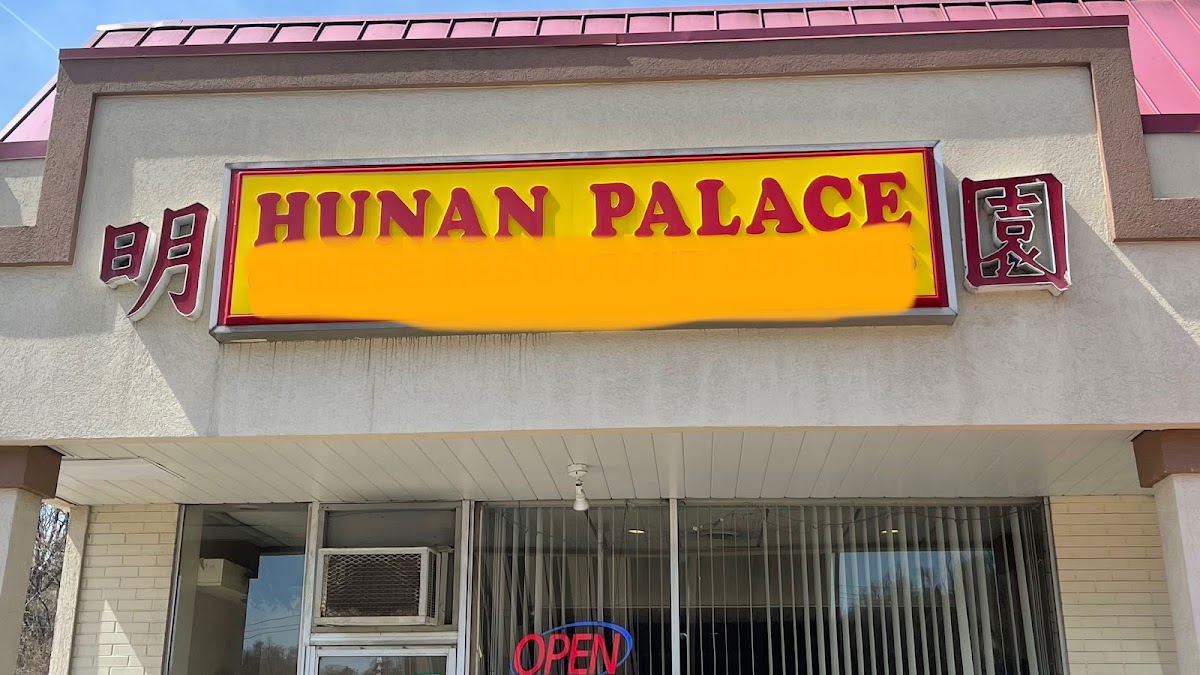 明
HUNAN PALACE
園
OPEN